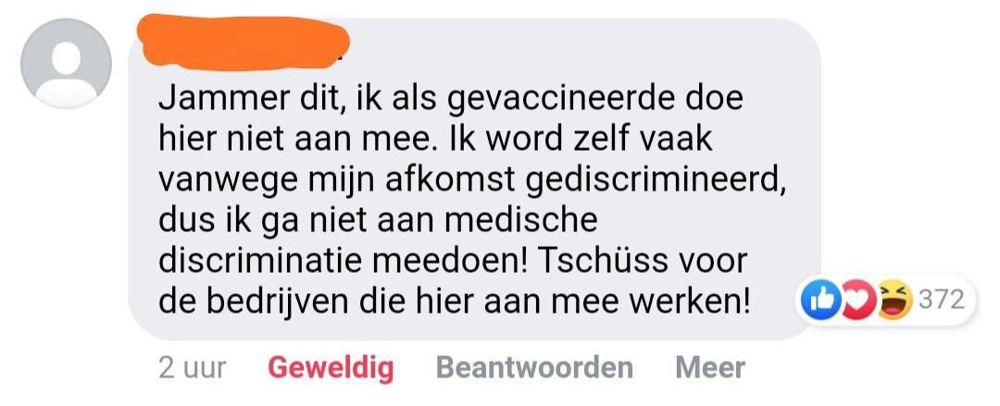 Jammer dit, ik als gevaccineerde doe
hier niet aan mee. Ik word zelf vaak
vanwege mijn afkomst gediscrimineerd,
dus ik ga niet aan medische
discriminatie meedoen! Tschüss voor
de bedrijven die hier aan mee werken!
372
2 uur Geweldig Beantwoorden Meer